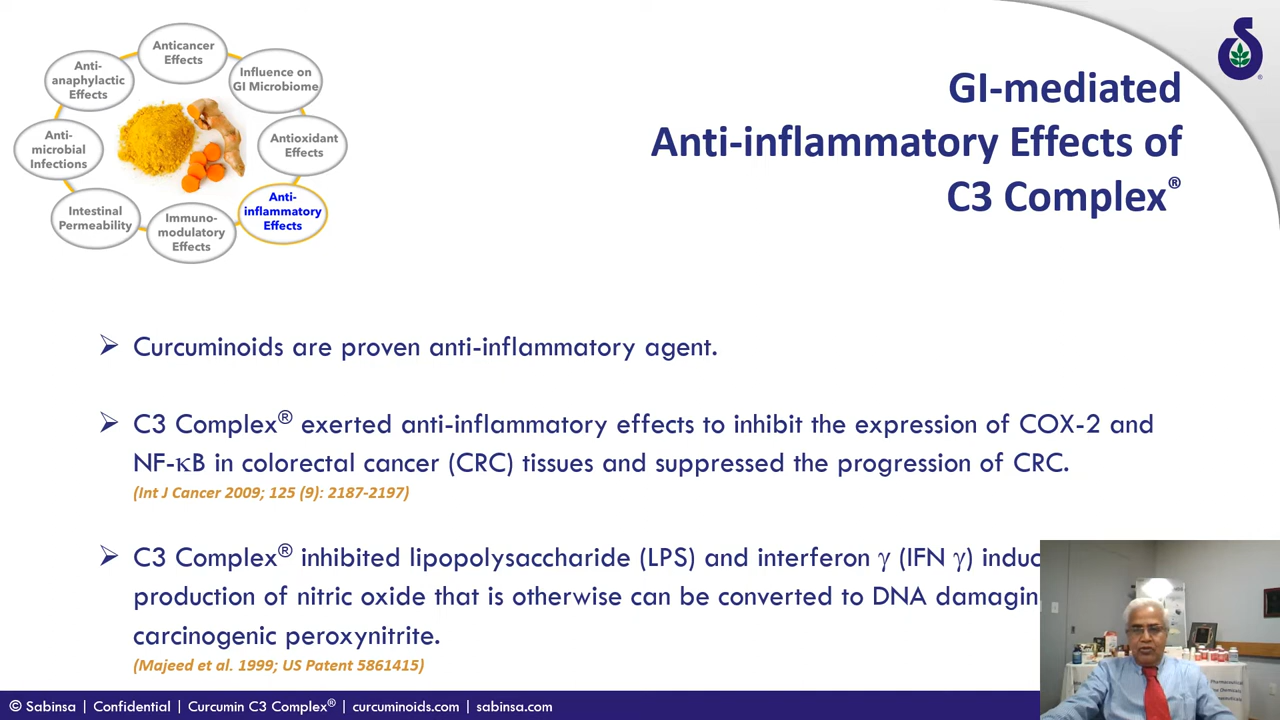 Anticancer
Effects
Anti-
anaphylactic
Effects
Influence on
GI Microbiome
Anti-
microbial
Infections
Antioxidant
Effects
Intestinal
Permeability
Immuno-
modulatory
Effects
Anti-
inflammatory
Effects
GI-mediated
Anti-inflammatory Effects of
C3 Complex®
➢ Curcuminoids are proven anti-inflammatory agent.
➢ C3 Complex® exerted anti-inflammatory effects to inhibit the expression of COX-2 and
NF-κB in colorectal cancer (CRC) tissues and suppressed the progression of CRC.
(Int J Cancer 2009; 125 (9): 2187-2197)
➢ C3 Complex® inhibited lipopolysaccharide (LPS) and interferon γ (IFN γ)
production of nitric oxide that is otherwise can be converted to DNA
carcinogenic peroxynitrite.
(Majeed et al. 1999; US Patent 5861415)
© Sabinsa | Confidential | Curcumin C3 Complex® | curcuminoids.com | sabinsa.com